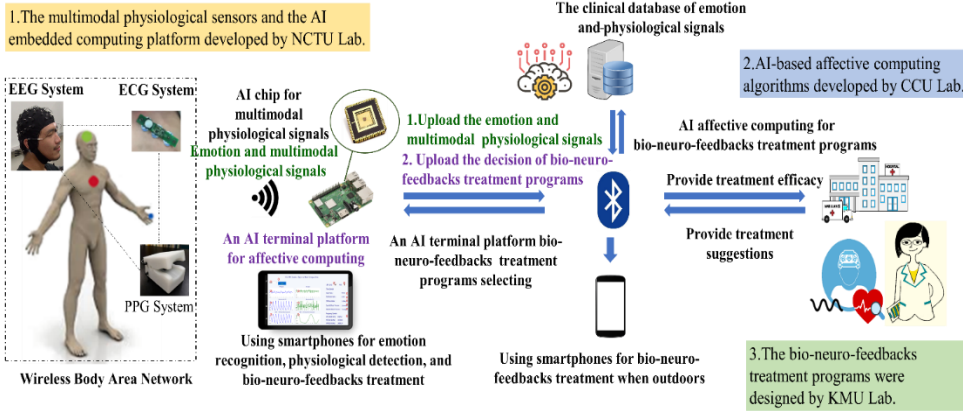 1.The multimodal physiological sensors and the AI
embedded computing platform developed by NCTU Lab.
The clinical database of emotion
and physiological signals
2.AI-based affective computing
algorithms developed by CCU Lab.
EEG System
ECG System
PPG System
Wireless Body Area Network
AI chip for
multimodal
physiological signals
Emotion and multimodal
physiological signals
1.Upload the emotion and
multimodal physiological signals
2. Upload the decision of bio-neuro-
feedbacks treatment programs
An AI terminal platform
for affective computing
An AI terminal platform bio-
neuro-feedbacks treatment
programs selecting
Using smartphones for emotion
recognition, physiological detection, and
bio-neuro-feedbacks treatment
AI affective computing for
bio-neuro-feedbacks treatment programs
Provide treatment efficacy
Provide treatment
suggestions
HOSPITAL
Using smartphones for bio-neuro-
feedbacks treatment when outdoors
3.The bio-neuro-feedbacks
treatment programs were
designed by KMU Lab.